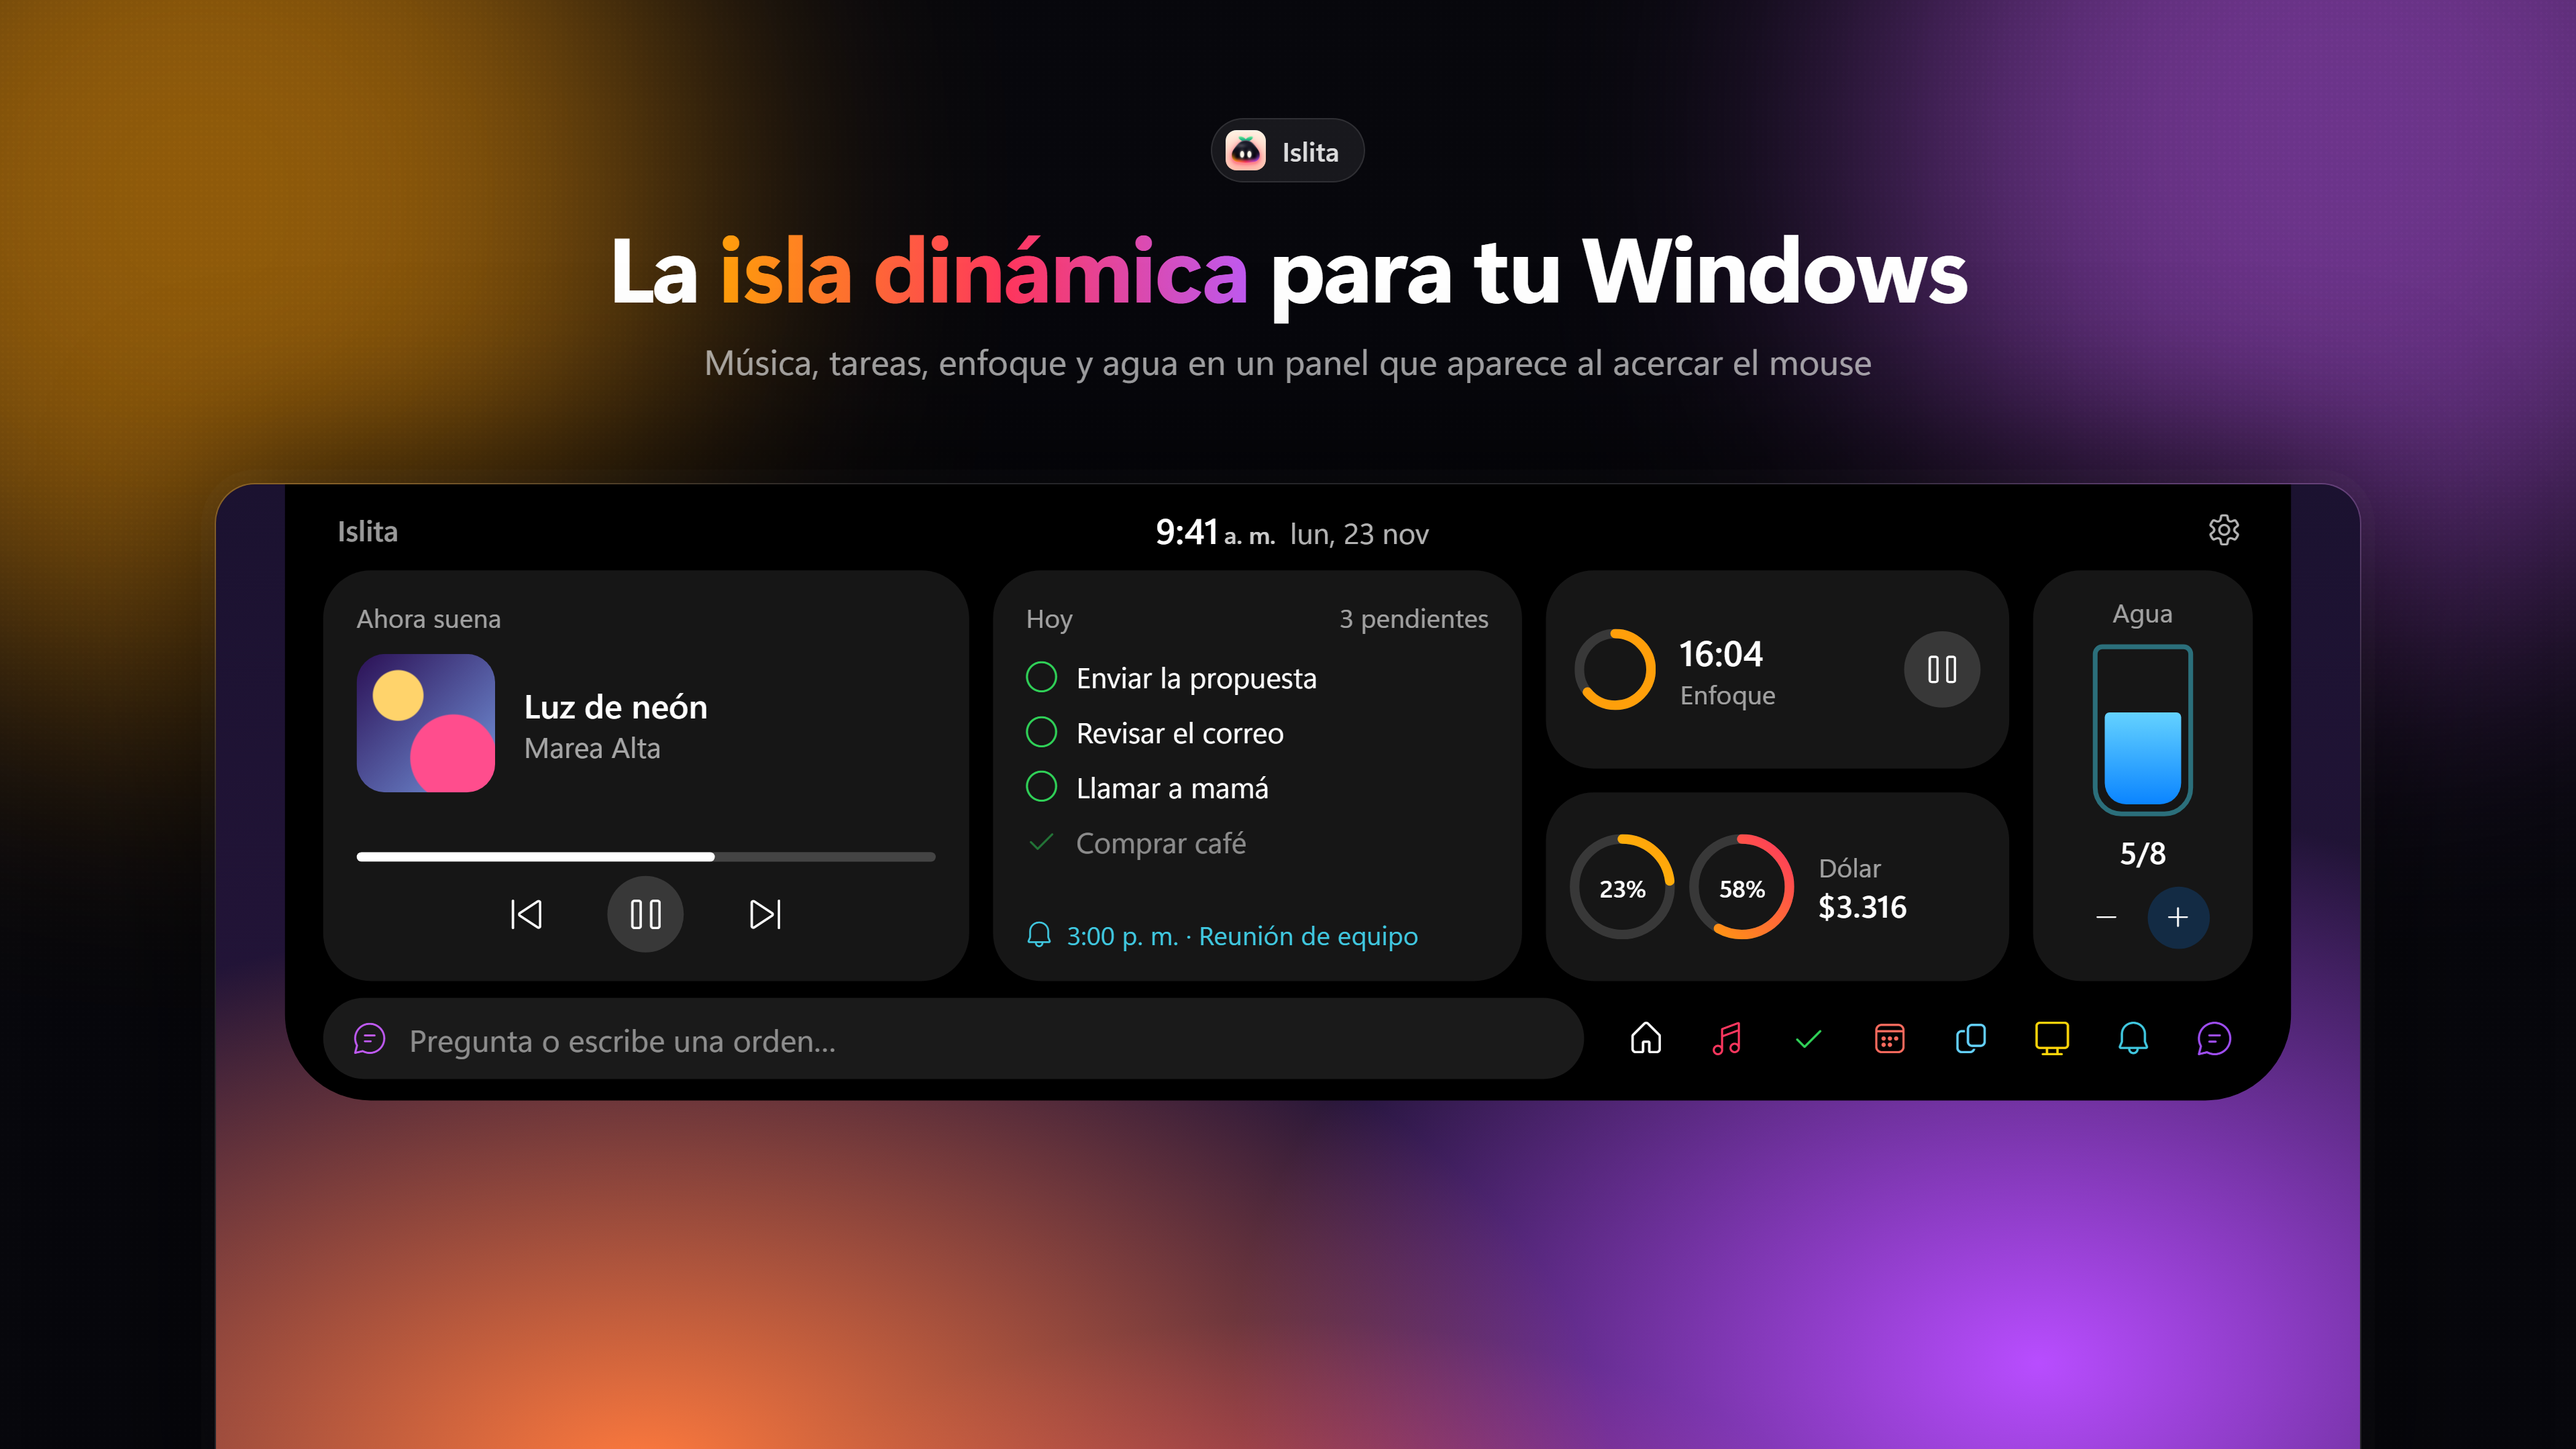 Islita
La isla dinámica para tu Windows
Música, tareas, enfoque y agua en un panel que aparece al acercar el mouse
Islita
9:41 a. m. lun, 23 nov
Ahora suena
Luz de neón
Marea Alta
Hoy
3 pendientes
Enviar la propuesta
Revisar el correo
Llamar a mamá
Comprar café
3:00 p. m. · Reunión de equipo
16:04
Enfoque
23%
58%
Dólar
$3.316
Agua
5/8
Pregunta o escribe una orden...